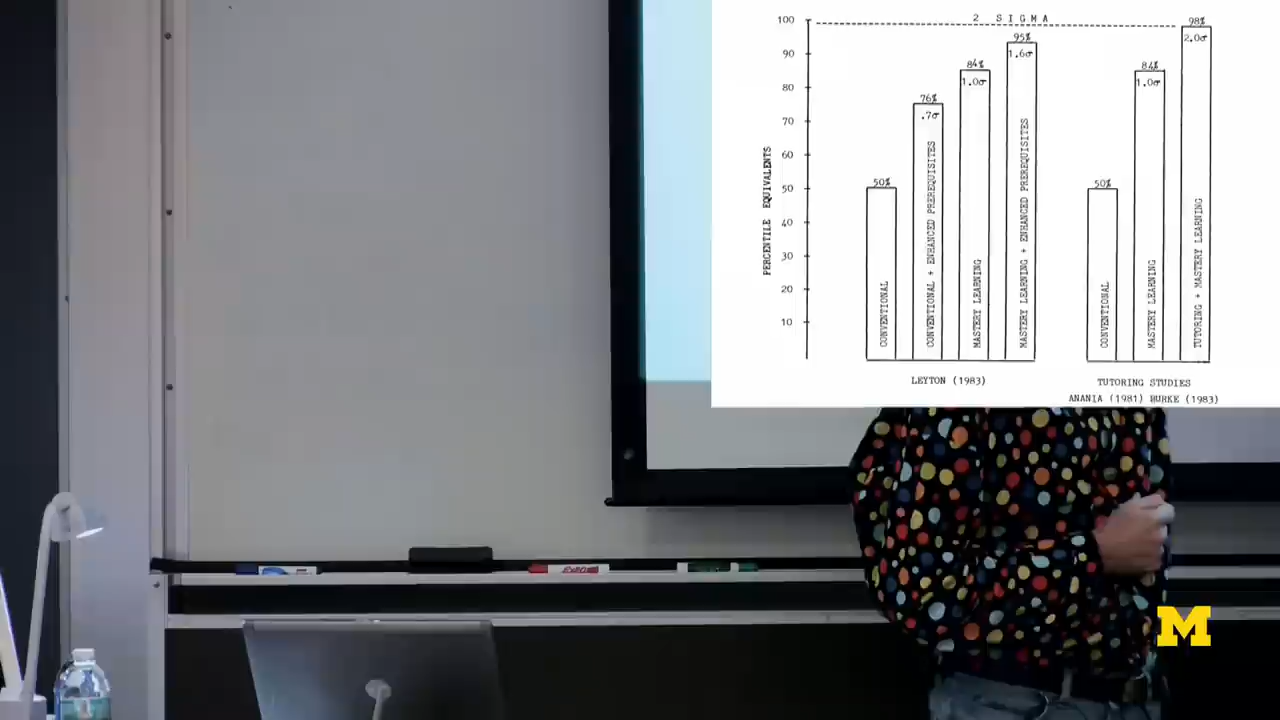 2 SIGMA
100
90
80
70
60
50
40
30
20
10
PERCENTILE EQUIVALENTS
50%
CONVENTIONAL
76%
.7σ
CONVENTIONAL + ENHANCED PREREQUISITES
84%
1.0σ
MASTERY LEARNING
95%
1.6σ
MASTERY LEARNING + ENHANCED PREREQUISITES
LEYTON (1983)
50%
CONVENTIONAL
84%
1.0σ
MASTERY LEARNING
98%
2.0σ
TUTORING + MASTERY LEARNING
TUTORING STUDIES
ANANIA (1981) BURKE (1983)
M